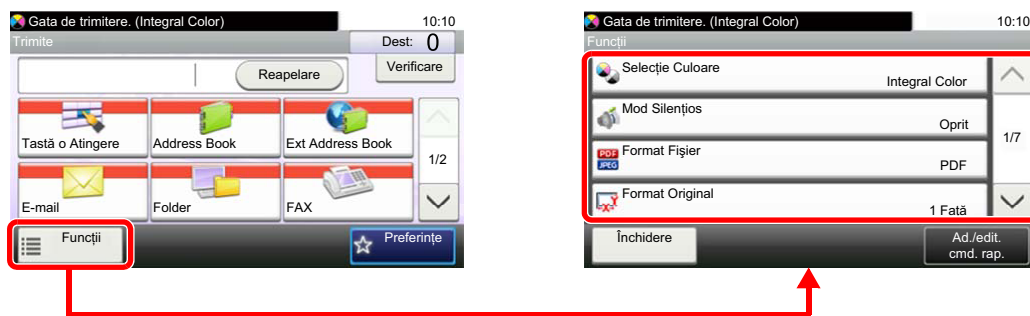 Gata de trimitere. (Integral Color)
10:10
Trimite
Dest: 0
Reapelare
Verificare
Tastă o Atingere
Address Book
Ext Address Book
1/2
E-mail
Folder
FAX
Funcții
Preferințe
Gata de trimitere. (Integral Color)
10:10
Funcții
Selecție Culoare
Integral Color
Mod Silențios
Oprit
1/7
PDF
JPEG
Format Fișier
PDF
Format Original
1 Fată
Închidere
Ad./edit.
cmd. rap.